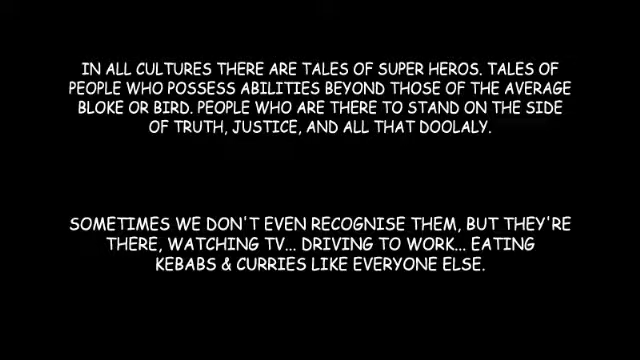 IN ALL CULTURES THERE ARE TALES OF SUPER HEROS. TALES OF
PEOPLE WHO POSSESS ABILITIES BEYOND THOSE OF THE AVERAGE
BLOKE OR BIRD. PEOPLE WHO ARE THERE TO STAND ON THE SIDE
OF TRUTH, JUSTICE, AND ALL THAT DOOLALY.
SOMETIMES WE DON'T EVEN RECOGNISE THEM, BUT THEY'RE
THERE, WATCHING TV... DRIVING TO WORK... EATING
KEBABS & CURRIES LIKE EVERYONE ELSE.